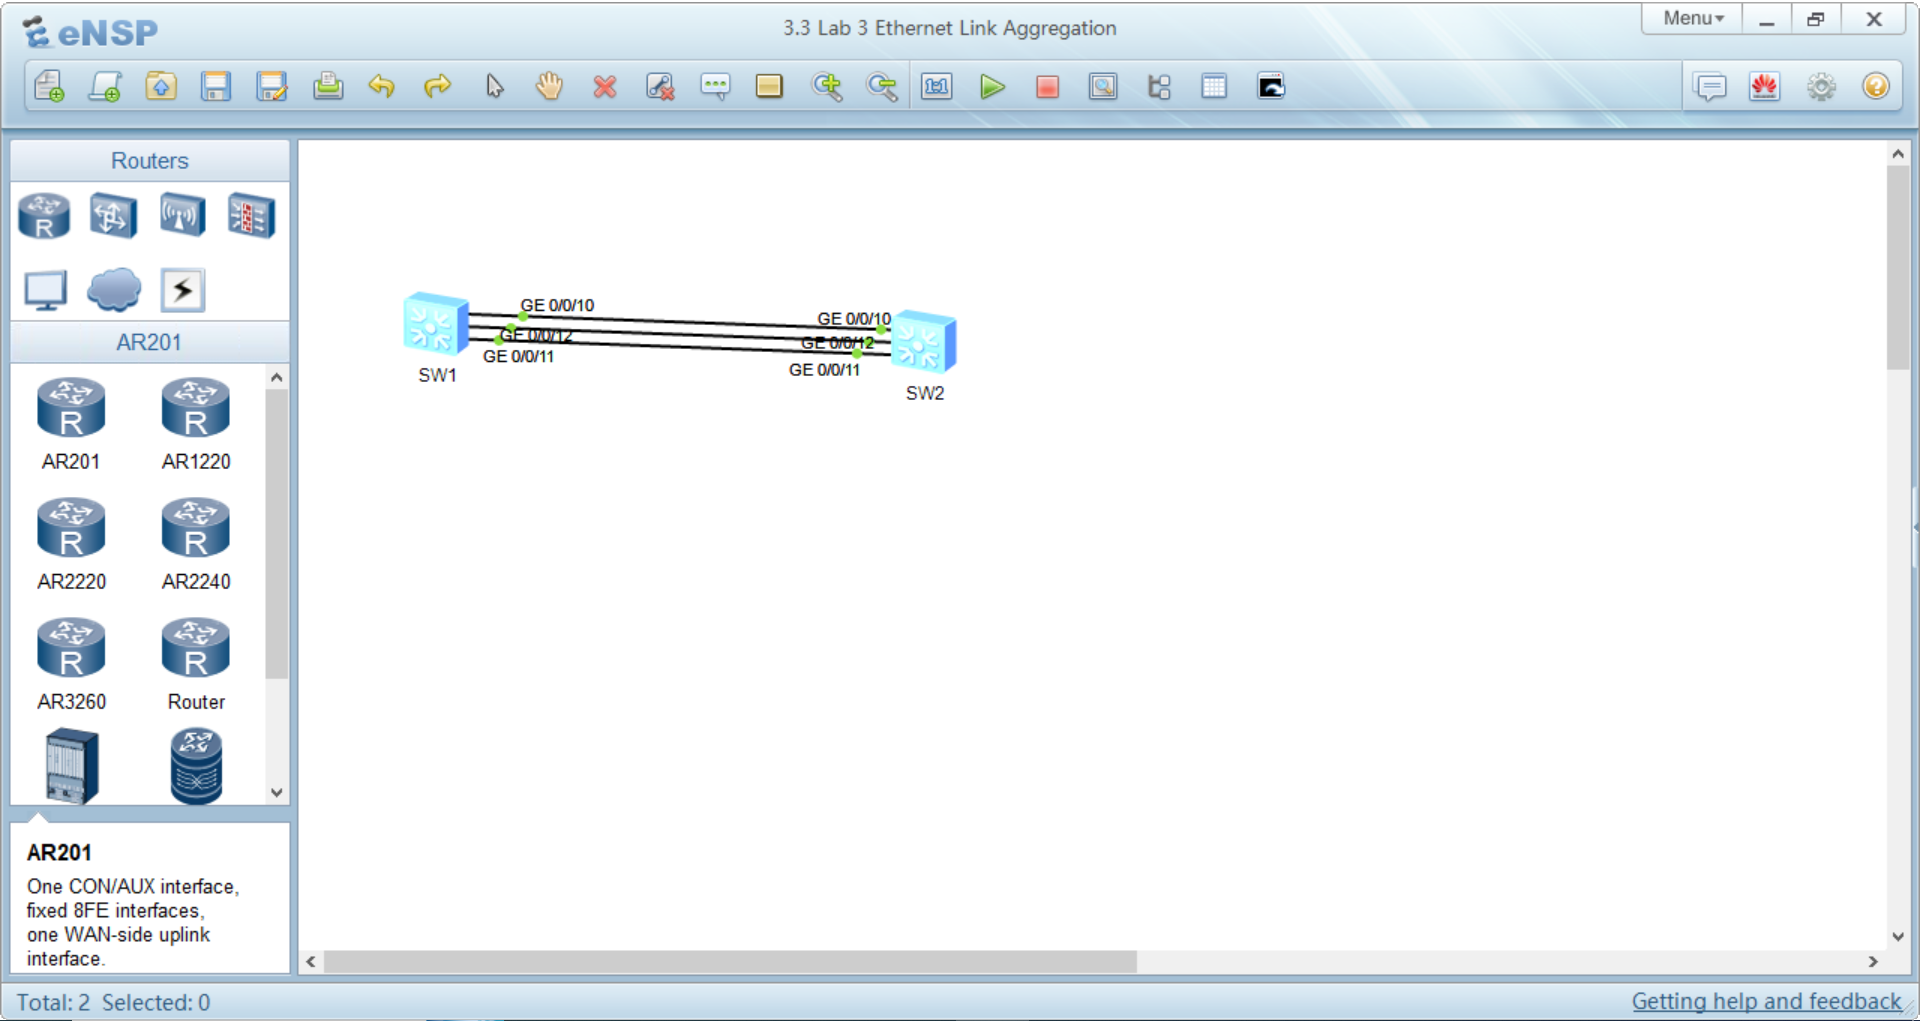 eNSP
3.3 Lab 3 Ethernet Link Aggregation
Menu
1:1
Routers
R
AR201
R
R
AR201
AR1220
R
R
AR2220
AR2240
R
R
AR3260
Router
AR201
One CON/AUX interface,
fixed 8FE interfaces,
one WAN-side uplink
interface.
GE 0/0/10
GE 0/0/10
GE 0/0/12
GE 0/0/12
GE 0/0/11
GE 0/0/11
SW1
SW2
Total: 2 Selected: 0
Getting help and feedback